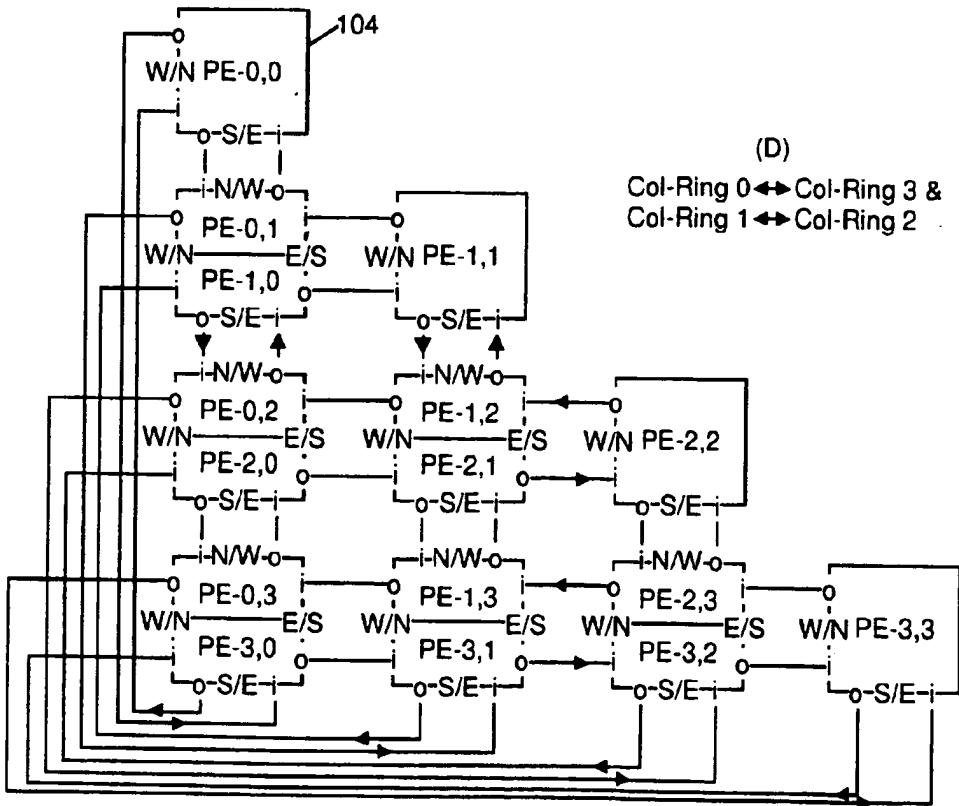 104
o
W/N PE-0,0
i
o S/E i
(D)
Col-Ring 0 ↔ Col-Ring 3 &
Col-Ring 1 ↔ Col-Ring 2
i N/W o
o PE-0,1 i o
W/N E/S W/N PE-1,1
i PE-1,0 o i
o S/E i o S/E i
i N/W o i N/W o
o PE-0,2 i o PE-1,2 i o
W/N E/S W/N E/S W/N PE-2,2
i PE-2,0 o i PE-2,1 o i
o S/E i o S/E i o S/E i
i N/W o i N/W o i N/W o
o PE-0,3 i o PE-1,3 i o PE-2,3 i o
W/N E/S W/N E/S W/N E/S W/N PE-3,3
i PE-3,0 o i PE-3,1 o i PE-3,2 o i
o S/E i o S/E i o S/E i o S/E i